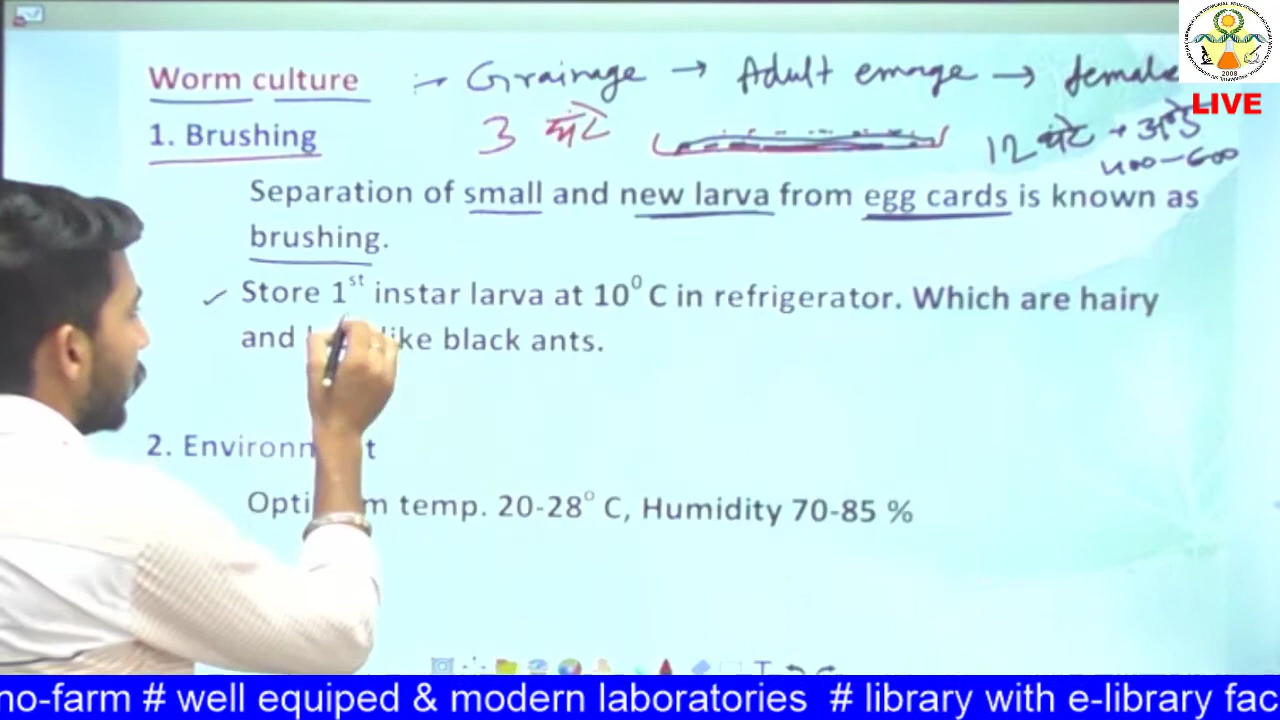 Worm culture :- Grainage → Adult emage → female
1. Brushing 3 घंटे 12 घंटे + अंडे
400-600
Separation of small and new larva from egg cards is known as
brushing.
Store 1st instar larva at 10⁰ C in refrigerator. Which are hairy
and like black ants.
2. Environ t
Opti m temp. 20-28° C, Humidity 70-85 %
2008
LIVE
no-farm # well equiped & modern laboratories # library with e-library fac